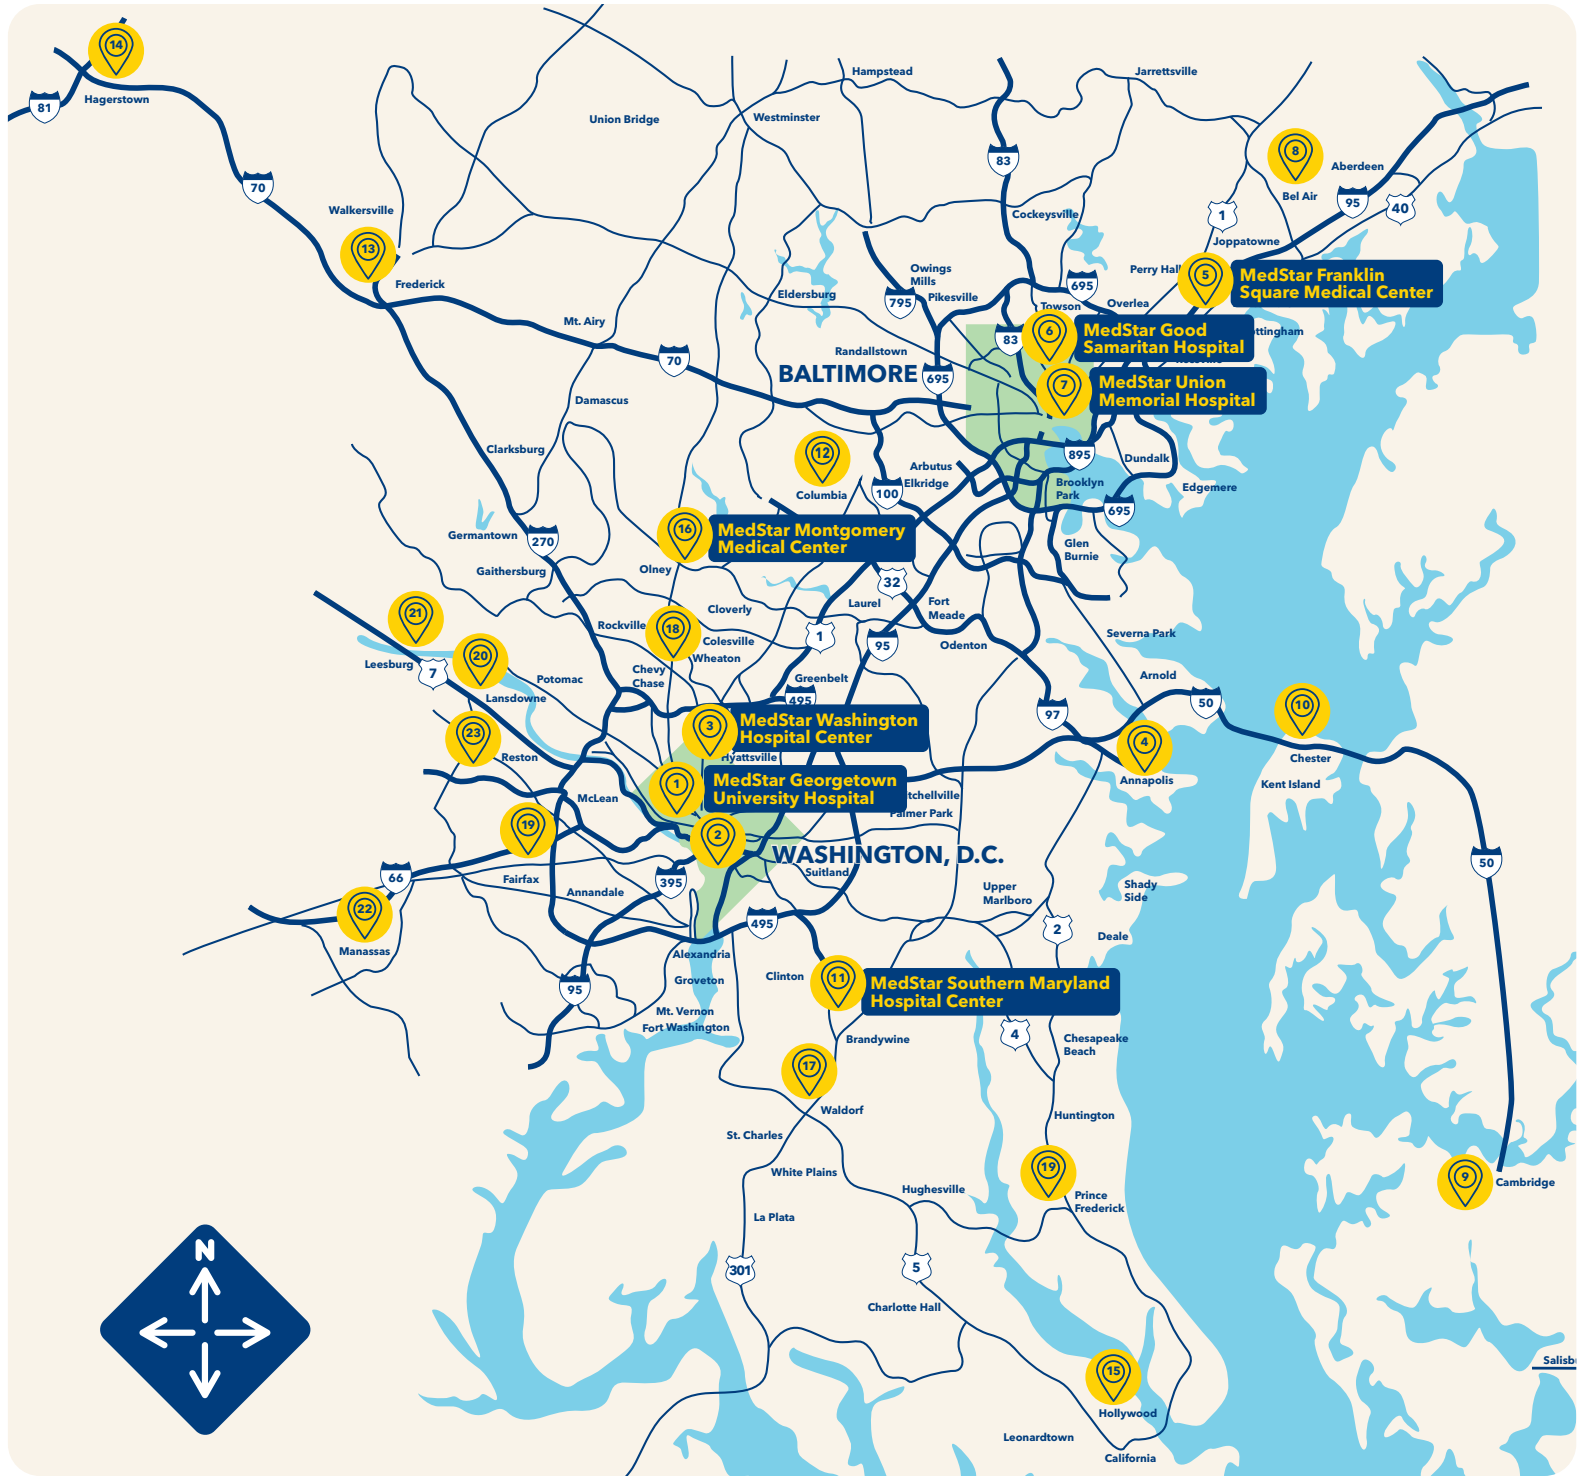 14
Hagerstown
81
Hampstead
Jarrettsville
Union Bridge
Westminster
83
8
Aberdeen
Bel Air
95
40
70
Walkersville
Cockeysville
1
Joppatowne
13
Frederick
Owings
Mills
Perry Hall
5
MedStar Franklin
Square Medical Center
695
795
Pikesville
Eldersburg
Towson
Overlea
Mt. Airy
83
6
MedStar Good
Samaritan Hospital
Randallstown
70
BALTIMORE
695
7
MedStar Union
Memorial Hospital
Damascus
Clarksburg
12
Columbia
Arbutus
Elkridge
100
895
Dundalk
Brooklyn
Park
Edgemere
695
Germantown
270
16
MedStar Montgomery
Medical Center
Glen
Burnie
Gaithersburg
Olney
32
21
Cloverly
Laurel
Fort
Meade
Rockville
18
Colesville
Wheaton
1
95
Odenton
Severna Park
Leesburg
7
20
Lansdowne
Potomac
Chevy
Chase
Greenbelt
495
Arnold
50
97
10
Chester
Kent Island
23
Reston
3
MedStar Washington
Hospital Center
Hyattsville
4
Annapolis
McLean
1
MedStar Georgetown
University Hospital
Palmer Park
19
2
WASHINGTON, D.C.
Suitland
50
66
Fairfax
Annandale
395
Upper
Marlboro
Shady
Side
22
Manassas
495
2
Deale
Alexandria
Groveton
95
Clinton
11
MedStar Southern Maryland
Hospital Center
Mt. Vernon
Fort Washington
Brandywine
4
Chesapeake
Beach
17
Waldorf
Huntington
St. Charles
White Plains
19
Prince
Frederick
9
Cambridge
Hughesville
La Plata
N
301
5
Charlotte Hall
15
Hollywood
Leonardtown
California